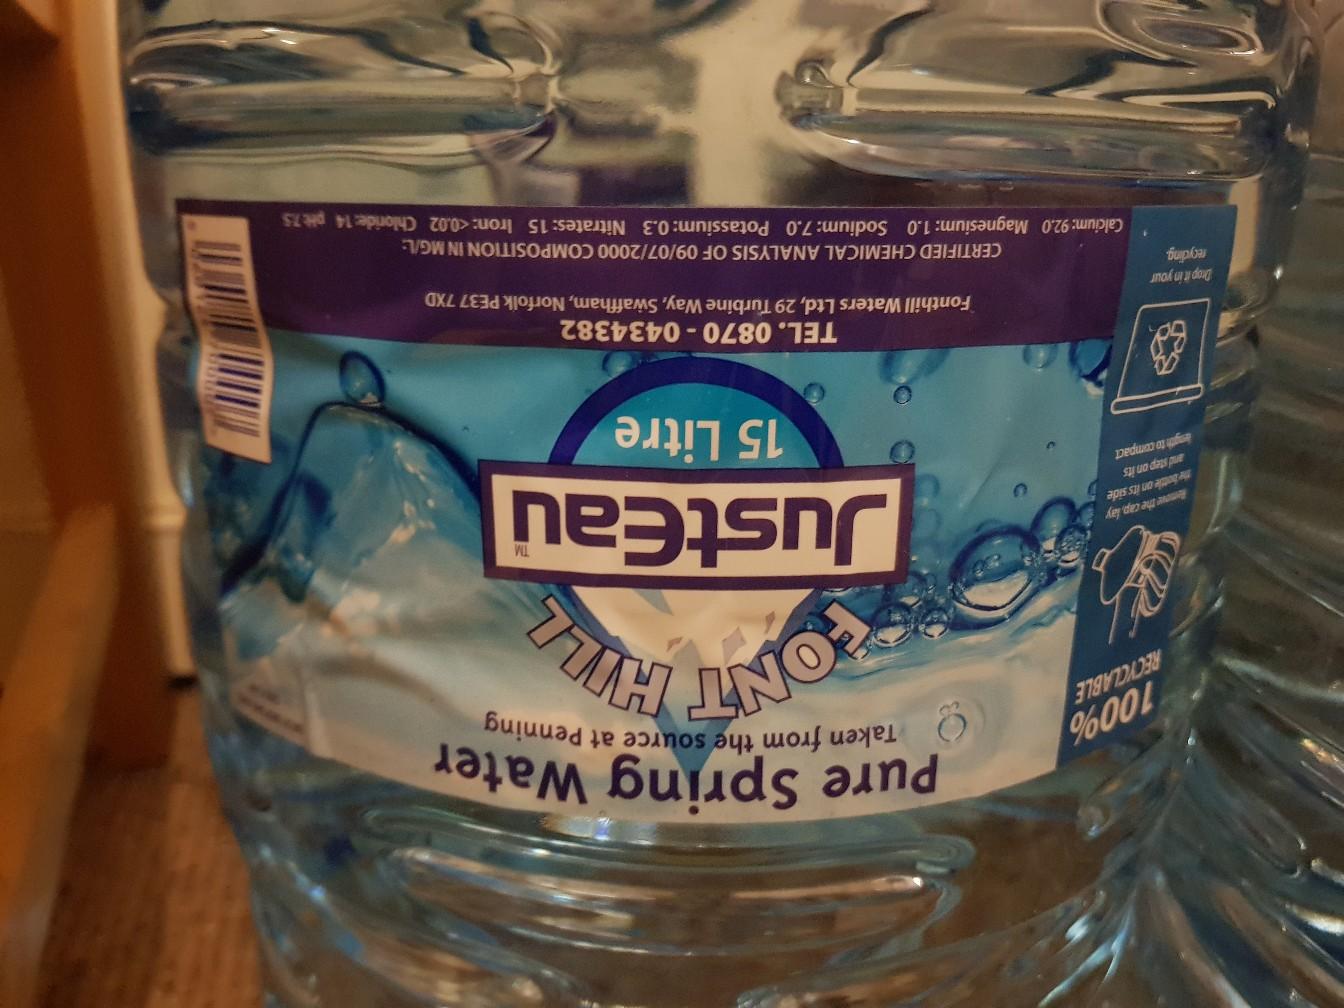 Pure Spring Water
Taken from the source at Penning
FONT HILL
JustEau™
15 Litre
TEL. 0870 - 0434382
Fonthill Waters Ltd, 29 Turbine Way, Swaffham, Norfolk PE37 7XD
CERTIFIED CHEMICAL ANALYSIS OF 09/07/2000 COMPOSITION IN MG/L:
Calcium: 92.0 Magnesium: 1.0 Sodium: 7.0 Potassium: 0.3 Nitrates: 15 Iron: <0.02 Chloride: 14 pH: 7.5
100%
RECYCLABLE
Remove the cap, lay
the bottle on its side
and step on its
length to compact
Drop it in your
recycling.